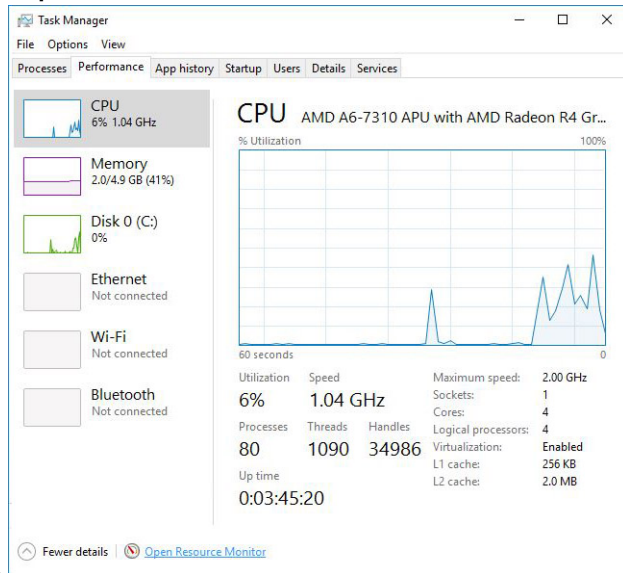 Task Manager
File Options View
Processes Performance App history Startup Users Details Services
CPU
6% 1.04 GHz
Memory
2.0/4.9 GB (41%)
Disk 0 (C:)
0%
Ethernet
Not connected
Wi-Fi
Not connected
Bluetooth
Not connected
CPU AMD A6-7310 APU with AMD Radeon R4 Gr...
% Utilization 100%
60 seconds 0
Utilization Speed
6% 1.04 GHz
Processes Threads Handles
80 1090 34986
Up time
0:03:45:20
Maximum speed: 2.00 GHz
Sockets: 1
Cores: 4
Logical processors: 4
Virtualization: Enabled
L1 cache: 256 KB
L2 cache: 2.0 MB
Fewer details Open Resource Monitor